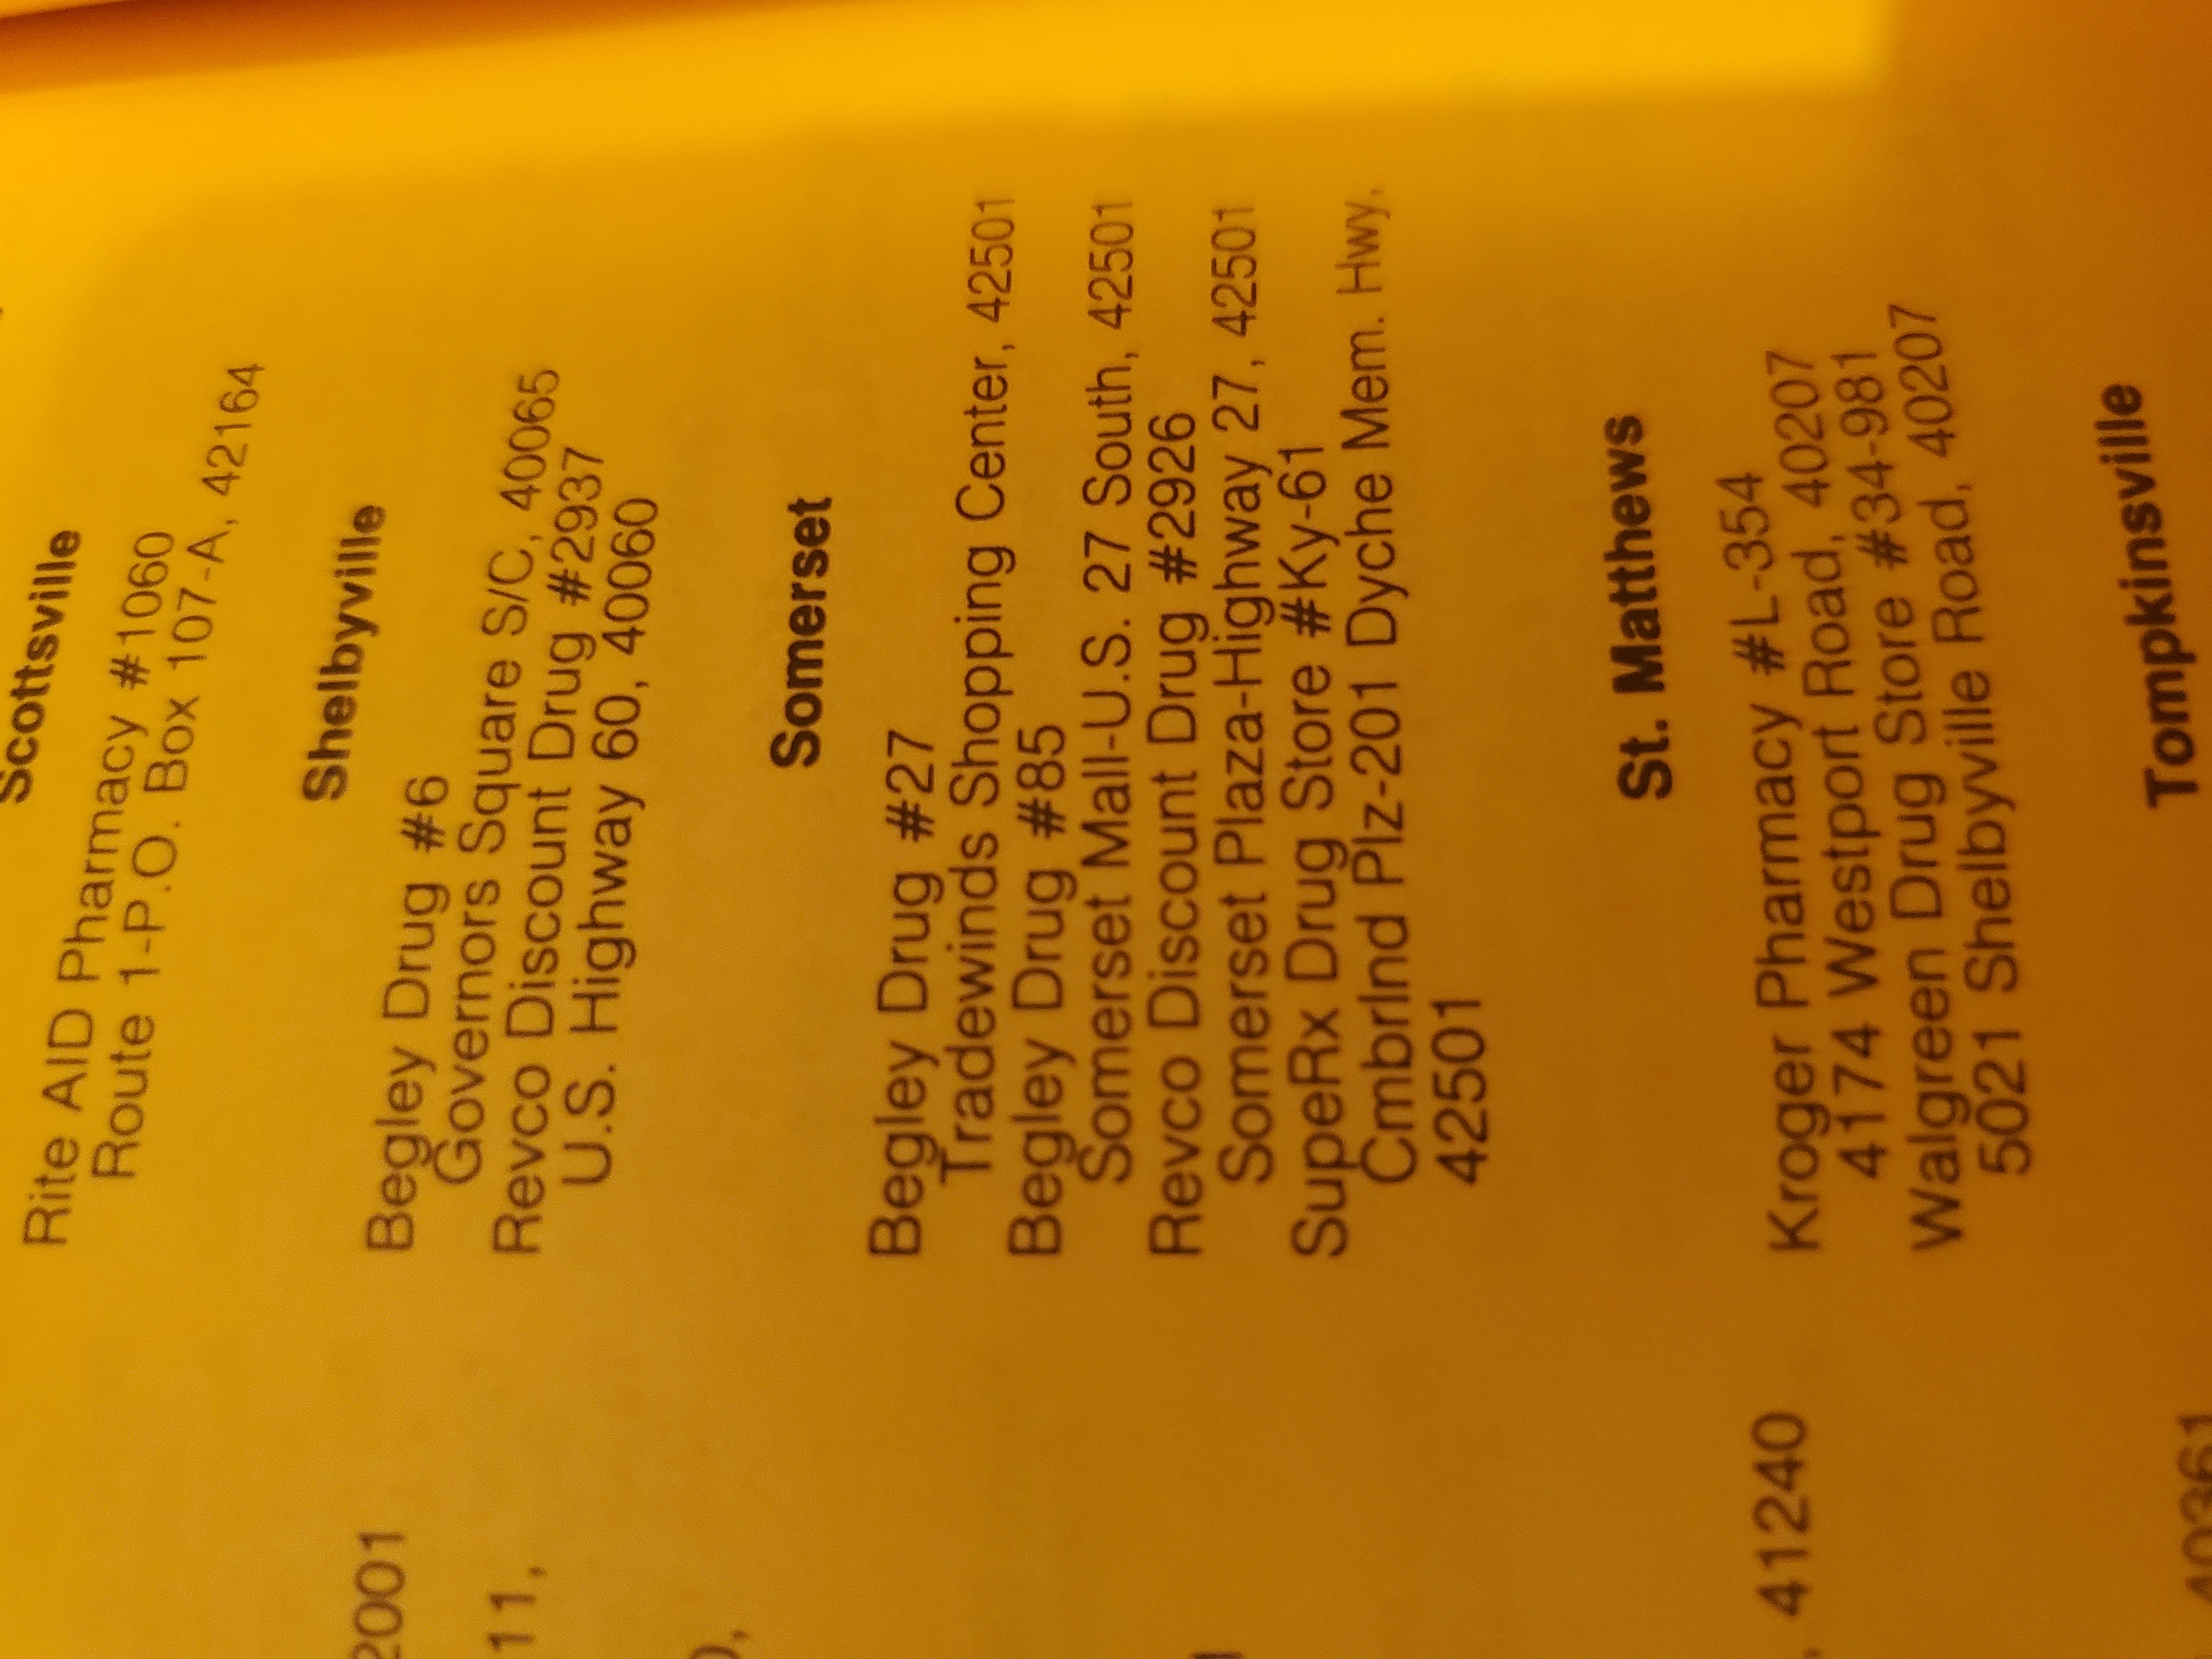 Scottsville
Rite AID Pharmacy #1060
Route 1-P.O. Box 107-A, 42164
Shelbyville
Begley Drug #6
Governors Square S/C, 40065
Revco Discount Drug #2937
U.S. Highway 60, 40060
Somerset
Begley Drug #27
Tradewinds Shopping Center, 42501
Begley Drug #85
Somerset Mall-U.S. 27 South, 42501
Revco Discount Drug #2926
Somerset Plaza-Highway 27, 42501
SupeRx Drug Store #Ky-61
Cmbrlnd Plz-201 Dyche Mem. Hwy,
42501
St. Matthews
Kroger Pharmacy #L-354
4174 Westport Road, 40207
Walgreen Drug Store #34-981
5021 Shelbyville Road, 40207
Tompkinsville
2001
11,
41240
40361